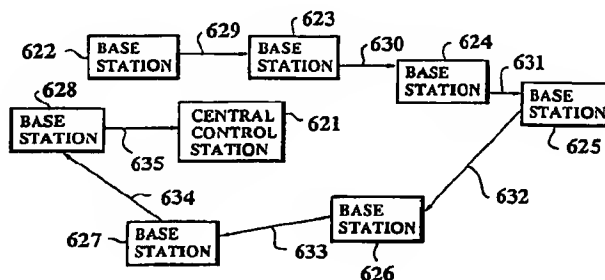 622
BASE
STATION
629
BASE
STATION
623
630
BASE
STATION
624
631
BASE
STATION
625
628
BASE
STATION
635
CENTRAL
CONTROL
STATION
621
632
634
627
BASE
STATION
633
BASE
STATION
626